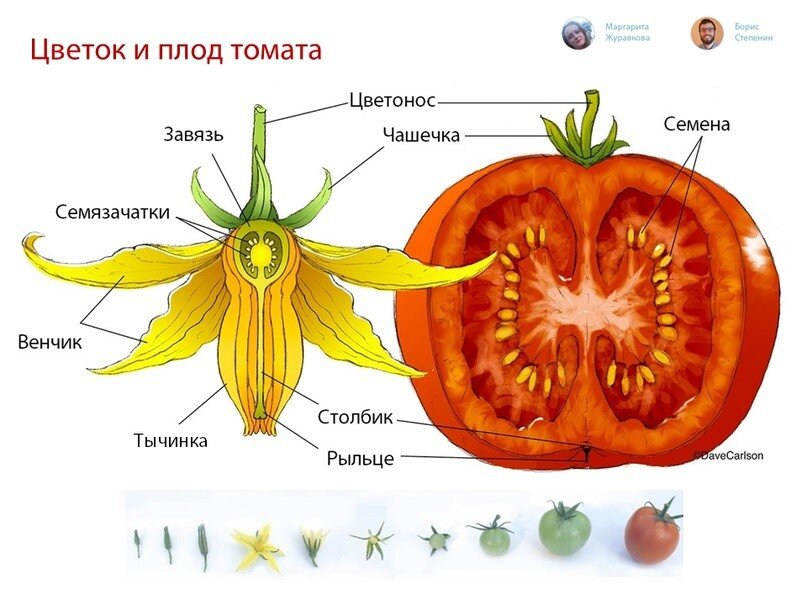 Маргарита
Журавкова
Борис
Степенин
Цветок и плод томата
Цветонос
Завязь
Чашечка
Семена
Семязачатки
Венчик
Столбик
Тычинка
Рыльце
©DaveCarlson